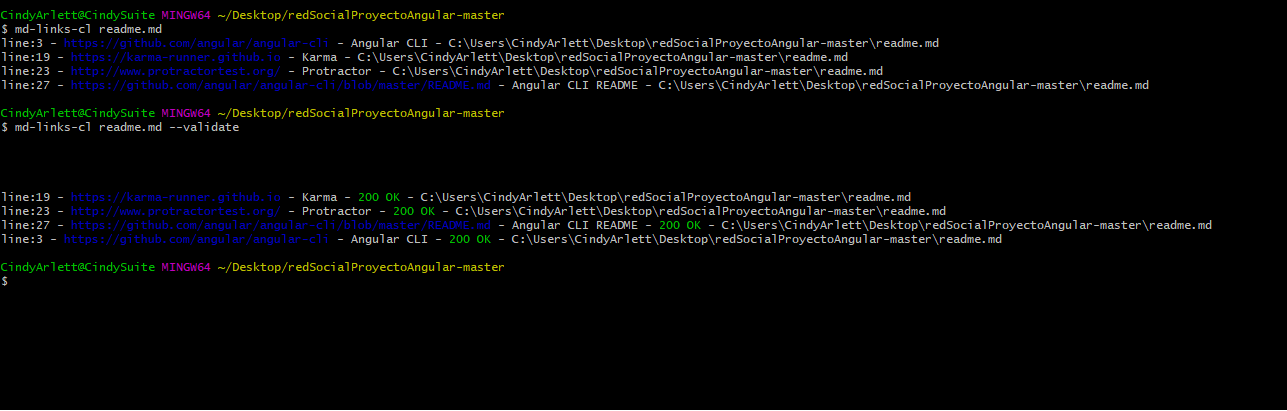 CindyArlett@CindySuite MINGW64 ~/Desktop/redSocialProyectoAngular-master
$ md-links-cl readme.md
line:3 - https://github.com/angular/angular-cli - Angular CLI - C:\Users\CindyArlett\Desktop\redSocialProyectoAngular-master\readme.md
line:19 - https://karma-runner.github.io - Karma - C:\Users\CindyArlett\Desktop\redSocialProyectoAngular-master\readme.md
line:23 - http://www.protractortest.org/ - Protractor - C:\Users\CindyArlett\Desktop\redSocialProyectoAngular-master\readme.md
line:27 - https://github.com/angular/angular-cli/blob/master/README.md - Angular CLI README - C:\Users\CindyArlett\Desktop\redSocialProyectoAngular-master\readme.md
CindyArlett@CindySuite MINGW64 ~/Desktop/redSocialProyectoAngular-master
$ md-links-cl readme.md --validate
line:19 - https://karma-runner.github.io - Karma - 200 OK - C:\Users\CindyArlett\Desktop\redSocialProyectoAngular-master\readme.md
line:23 - http://www.protractortest.org/ - Protractor - 200 OK - C:\Users\CindyArlett\Desktop\redSocialProyectoAngular-master\readme.md
line:27 - https://github.com/angular/angular-cli/blob/master/README.md - Angular CLI README - 200 OK - C:\Users\CindyArlett\Desktop\redSocialProyectoAngular-master\readme.md
line:3 - https://github.com/angular/angular-cli - Angular CLI - 200 OK - C:\Users\CindyArlett\Desktop\redSocialProyectoAngular-master\readme.md
CindyArlett@CindySuite MINGW64 ~/Desktop/redSocialProyectoAngular-master
$